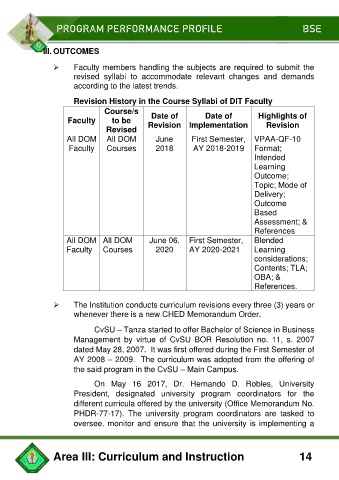 PROGRAM PERFORMANCE PROFILE BSE
III. OUTCOMES
➢ Faculty members handling the subjects are required to submit the
revised syllabi to accommodate relevant changes and demands
according to the latest trends.
Revision History in the Course Syllabi of DIT Faculty
Faculty Course/s to be Revised Date of Revision Date of Implementation Highlights of Revision
All DOM Faculty All DOM Courses June 2018 First Semester, AY 2018-2019 VPAA-QF-10
Format;
Intended
Learning
Outcome;
Topic; Mode of
Delivery;
Outcome
Based
Assessment; &
References
All DOM Faculty All DOM Courses June 06, 2020 First Semester, AY 2020-2021 Blended
Learning
considerations;
Contents; TLA;
OBA; &
References.
➢ The Institution conducts curriculum revisions every three (3) years or
whenever there is a new CHED Memorandum Order.
CvSU – Tanza started to offer Bachelor of Science in Business
Management by virtue of CvSU BOR Resolution no. 11, s. 2007
dated May 28, 2007. It was first offered during the First Semester of
AY 2008 – 2009. The curriculum was adopted from the offering of
the said program in the CvSU – Main Campus.
On May 16 2017, Dr. Hernando D. Robles, University
President, designated university program coordinators for the
different curricula offered by the university (Office Memorandum No.
PHDR-77-17). The university program coordinators are tasked to
oversee, monitor and ensure that the university is implementing a
Area III: Curriculum and Instruction 14